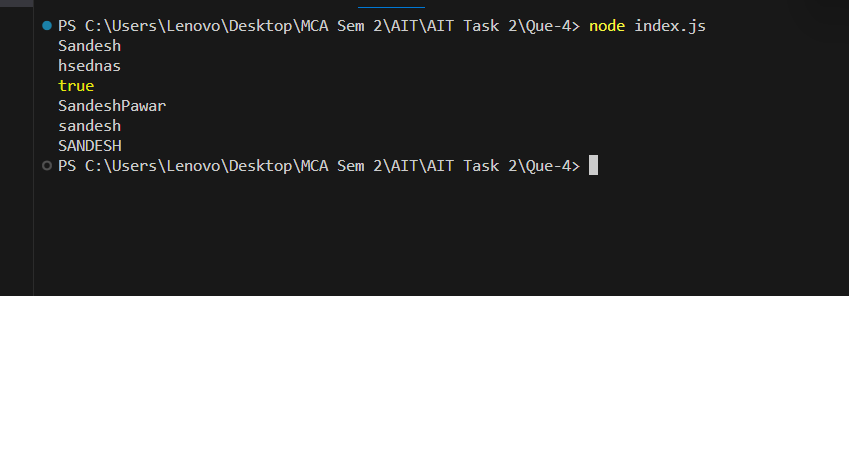 PS C:\Users\Lenovo\Desktop\MCA Sem 2\AIT\AIT Task 2\Que-4> node index.js
Sandesh
hsednas
true
SandeshPawar
sandesh
SANDESH
PS C:\Users\Lenovo\Desktop\MCA Sem 2\AIT\AIT Task 2\Que-4>